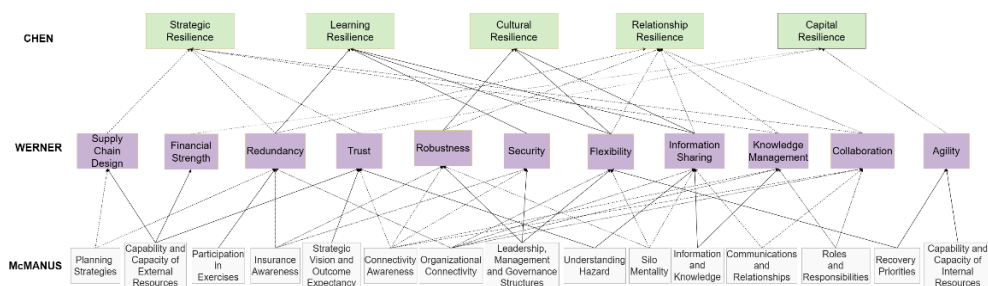 CHEN
Strategic
Resilience
Learning
Resilience
Cultural
Resilience
Relationship
Resilience
Capital
Resilience
WERNER
Supply
Chain
Design
Financial
Strength
Redundancy
Trust
Robustness
Security
Flexibility
Information
Sharing
Knowledge
Management
Collaboration
Agility
McMANUS
Planning
Strategies
Capability and
Capacity of
External
Resources
Participation
in
Exercises
Insurance
Awareness
Strategic
Vision and
Outcome
Expectancy
Connectivity
Awareness
Organizational
Connectivity
Leadership,
Management
and Governance
Structures
Understanding
Hazard
Silo
Mentality
Information
and
Knowledge
Communications
and
Relationships
Roles
and
Responsibilities
Recovery
Priorities
Capability and
Capacity of
Internal
Resources